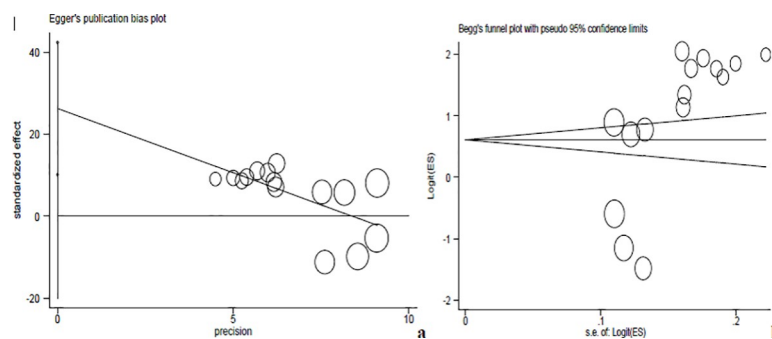 Egger's publication bias plot
standardized effect
40
20
0
-20
0
5
10
precision
a
Begg's funnel plot with pseudo 95% confidence limits
Logit(ES)
2
1
0
-1
-2
0
.1
.2
s.e. of: Logit(ES)